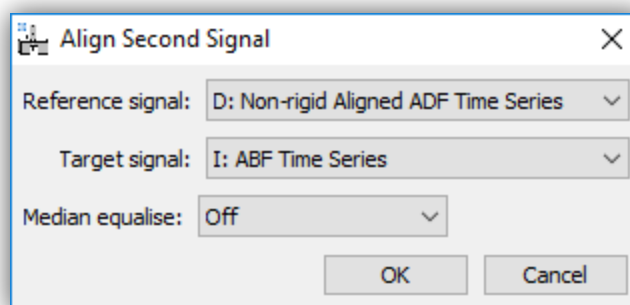 Align Second Signal
Reference signal: D: Non-rigid Aligned ADF Time Series
Target signal: I: ABF Time Series
Median equalise: Off
OK Cancel